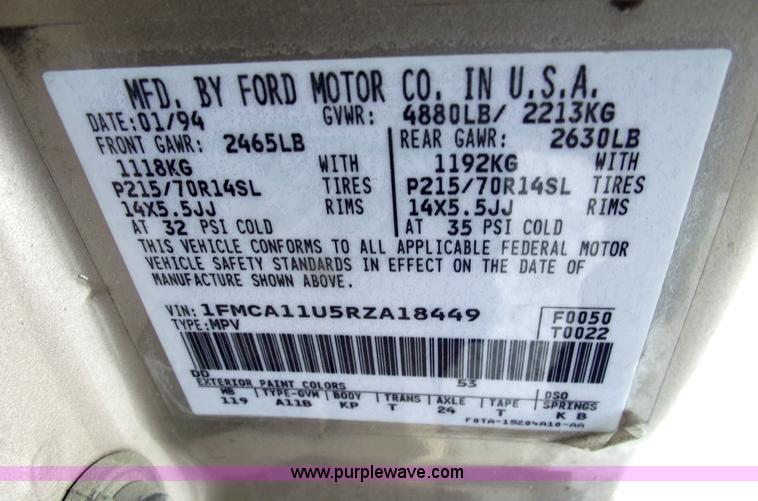 MFD. BY FORD MOTOR CO. IN U.S.A.
DATE:01/94 GVWR: 4880LB/ 2213KG
FRONT GAWR: 2465LB REAR GAWR: 2630LB
1118KG WITH 1192KG WITH
P215/70R14SL TIRES P215/70R14SL TIRES
14X5.5JJ RIMS 14X5.5JJ RIMS
AT 32 PSI COLD AT 35 PSI COLD
THIS VEHICLE CONFORMS TO ALL APPLICABLE FEDERAL MOTOR
VEHICLE SAFETY STANDARDS IN EFFECT ON THE DATE OF
MANUFACTURE SHOWN ABOVE.
VIN: 1FMCA11U5RZA18449 F0050
TYPE:MPV T0022
DD 53
EXTERIOR PAINT COLORS DSO
WB TYPE-GVW BODY TRANS AXLE TAPE SPRINGS
119 A11B KP T 24 T K B
F0TA-15204A10-AA
www.purplewave.com